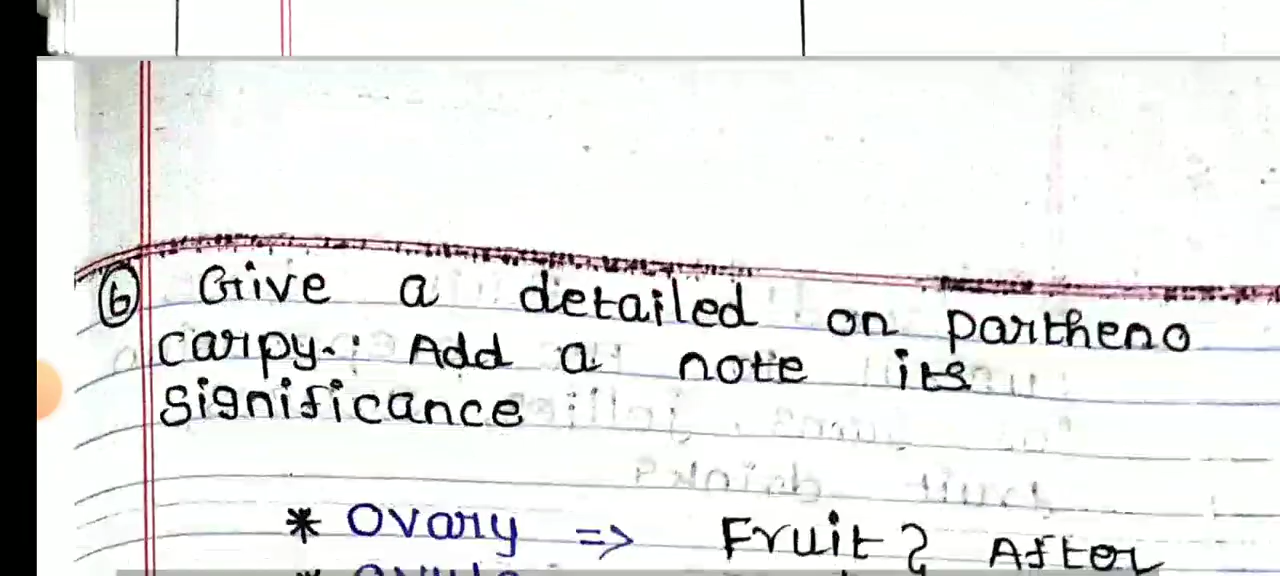 6 Give a detailed on partheno
carpy.: Add a note its
significance
* Ovary => Fruit } After